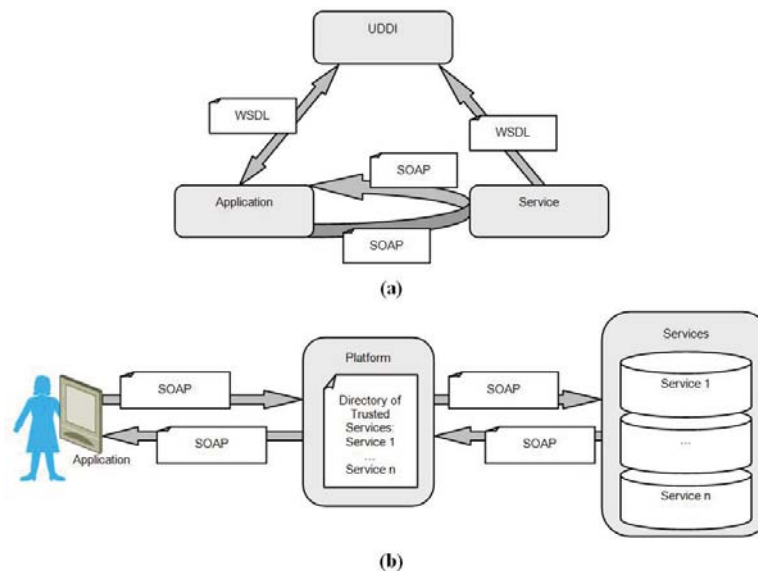 UDDI
WSDL
WSDL
SOAP
Application
Service
SOAP
(a)
Services
Platform
SOAP
SOAP
Service 1
Directory of
Trusted
Services:
Service 1
...
Service n
SOAP
SOAP
...
Application
Service n
(b)